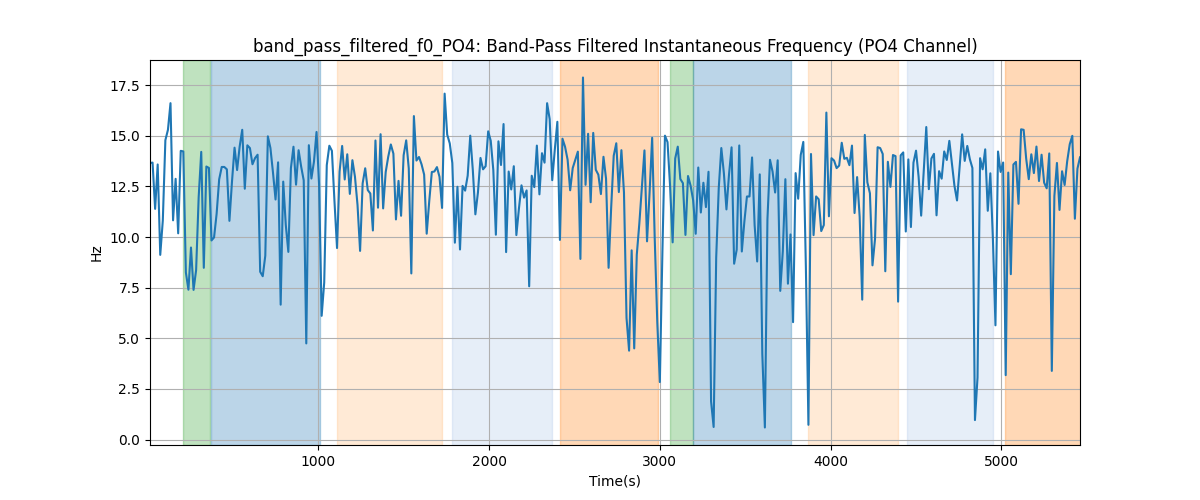 band_pass_filtered_f0_PO4: Band-Pass Filtered Instantaneous Frequency (PO4 Channel)
17.5
15.0
12.5
10.0
7.5
5.0
2.5
0.0
Hz
1000 2000 3000 4000 5000
Time(s)